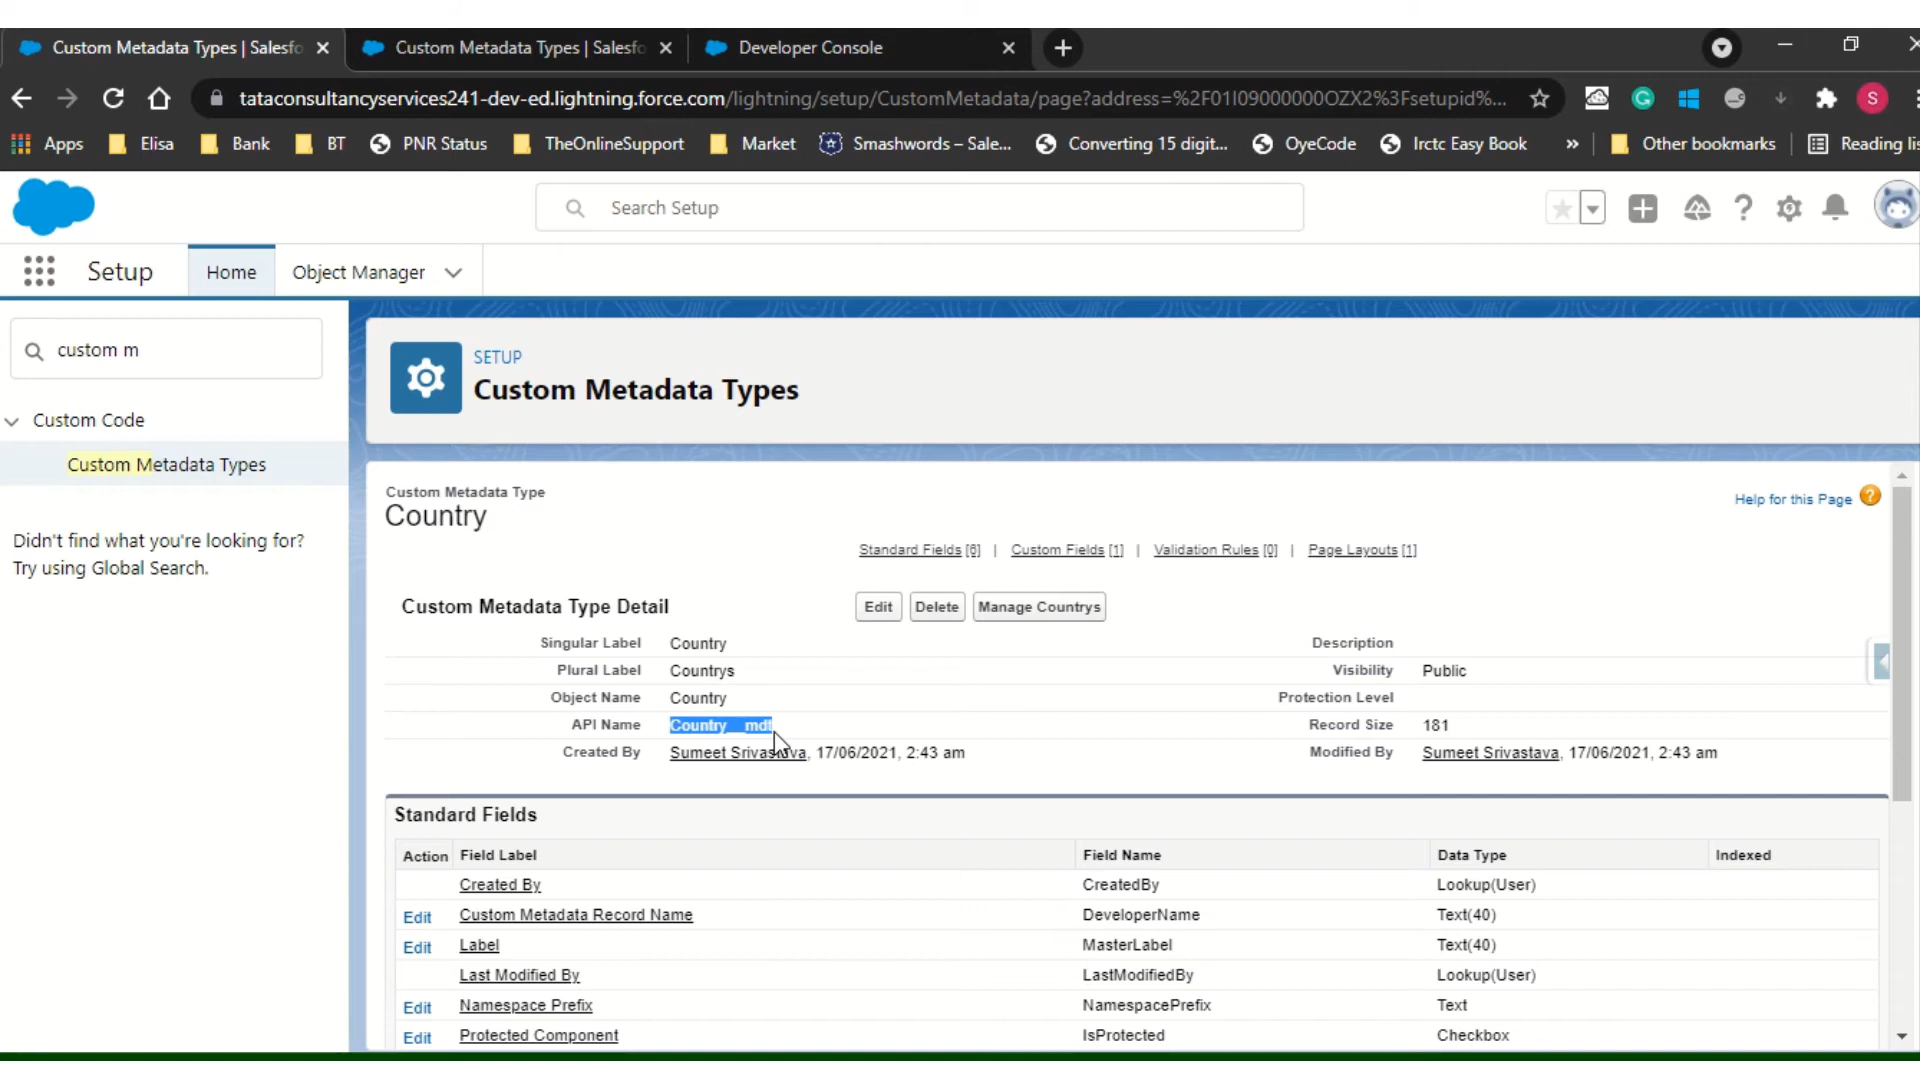 Custom Metadata Types | Salesfo
Custom Metadata Types | Salesfo
Developer Console
tataconsultancyservices241-dev-ed.lightning.force.com/lightning/setup/CustomMetadata/page?address=%2F01I09000000OZX2%3Fsetupid%...
S
Apps
Elisa
Bank
BT
PNR Status
TheOnlineSupport
Market
Smashwords – Sale...
Converting 15 digit...
OyeCode
Irctc Easy Book
»
Other bookmarks
Reading lis
Search Setup
Setup
Home
Object Manager
custom m
Custom Code
Custom Metadata Types
Didn't find what you're looking for?
Try using Global Search.
SETUP
Custom Metadata Types
Custom Metadata Type
Country
Help for this Page
Standard Fields [6] | Custom Fields [1] | Validation Rules [0] | Page Layouts [1]
Custom Metadata Type Detail
Edit
Delete
Manage Countrys
Singular Label Country
Description
Plural Label Countrys
Visibility Public
Object Name Country
Protection Level
API Name Country__mdt
Record Size 181
Created By Sumeet Srivastava, 17/06/2021, 2:43 am
Modified By Sumeet Srivastava, 17/06/2021, 2:43 am
Standard Fields
Action Field Label Field Name Data Type Indexed
Created By CreatedBy Lookup(User)
Edit Custom Metadata Record Name DeveloperName Text(40)
Edit Label MasterLabel Text(40)
Last Modified By LastModifiedBy Lookup(User)
Edit Namespace Prefix NamespacePrefix Text
Edit Protected Component IsProtected Checkbox